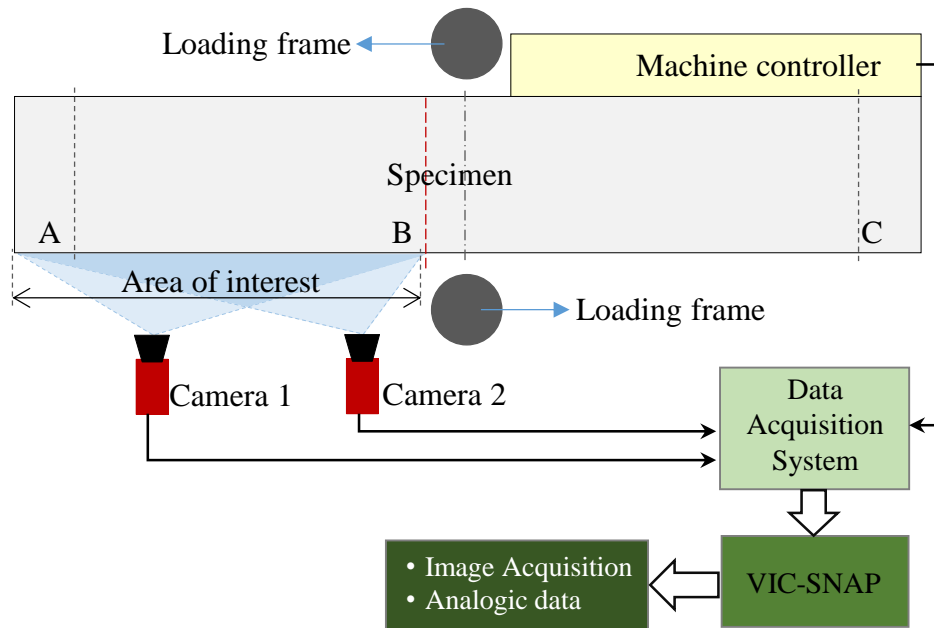 Loading frame
Machine controller
Specimen
A
B
C
Area of interest
Loading frame
Camera 1
Camera 2
Data
Acquisition
System
• Image Acquisition
• Analogic data
VIC-SNAP